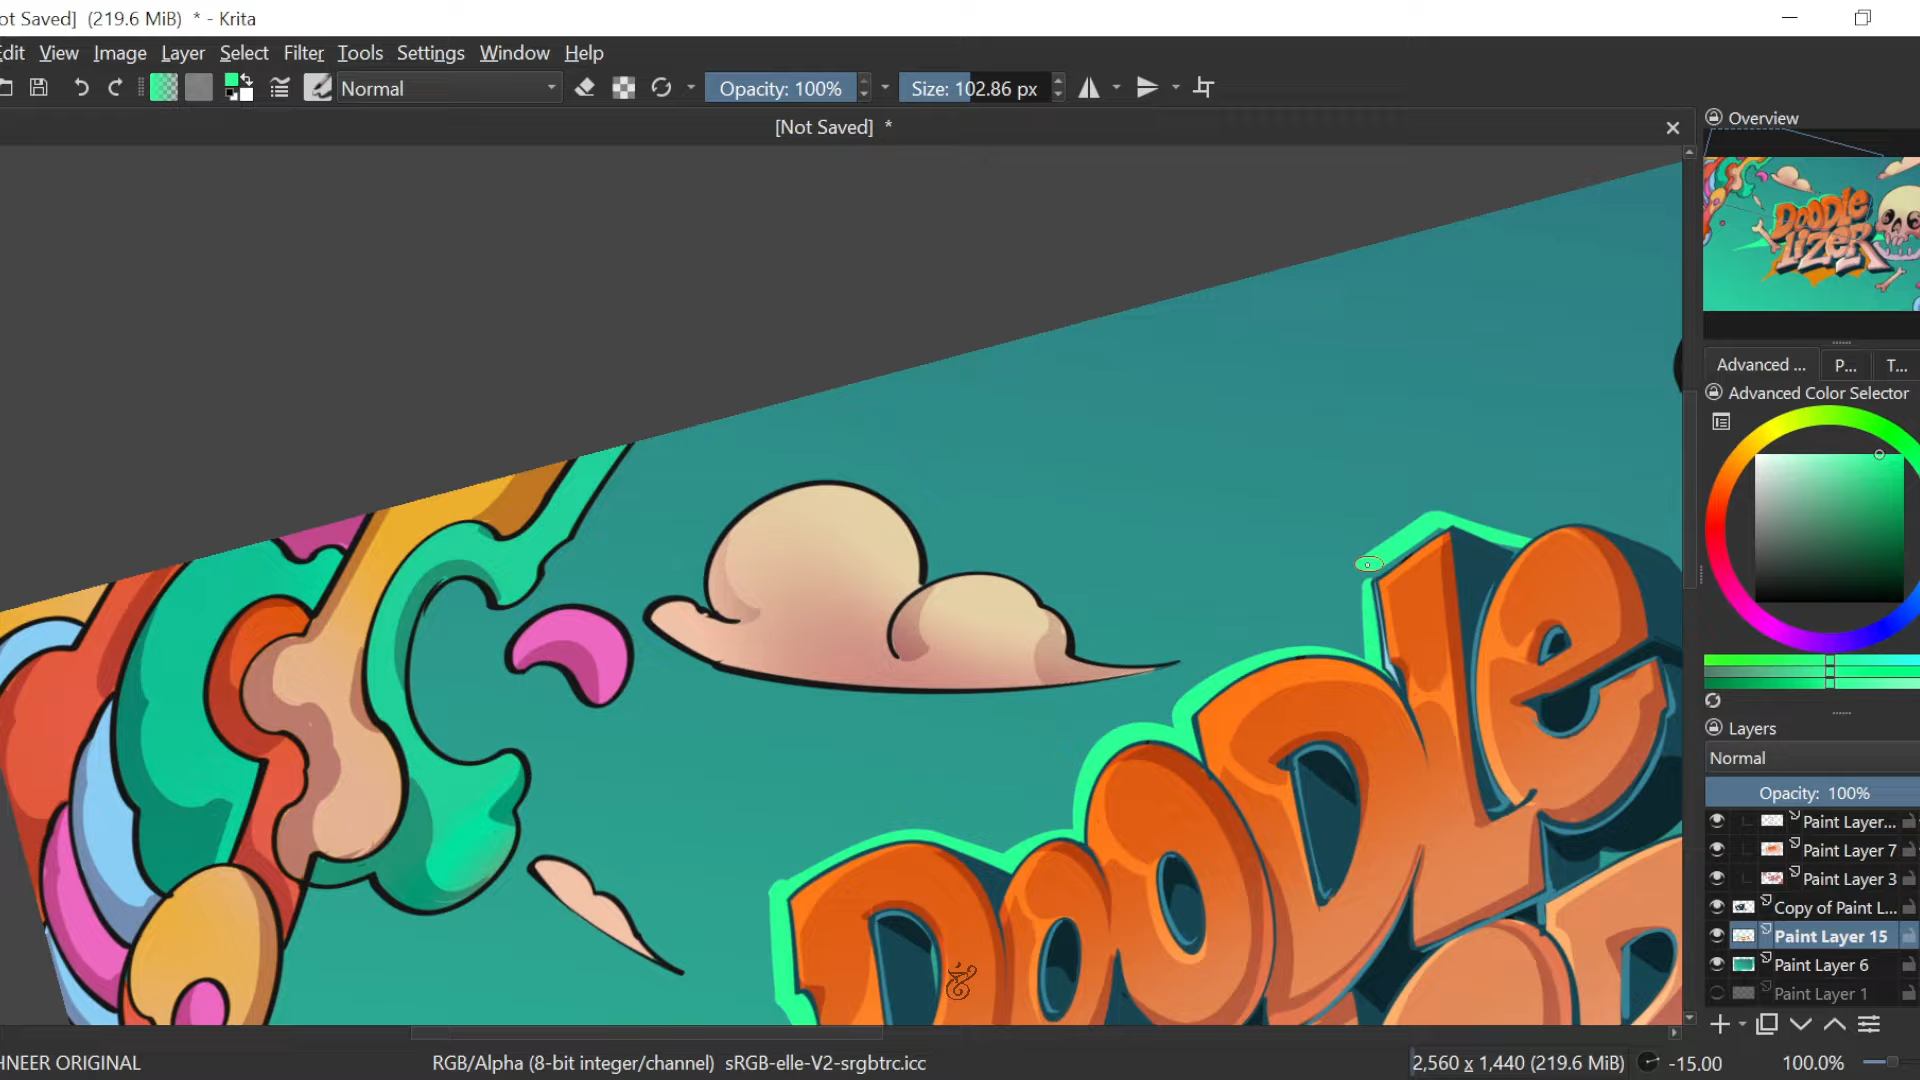 ot Saved] (219.6 MiB) * - Krita
Edit View Image Layer Select Filter Tools Settings Window Help
Normal Opacity: 100% Size: 102.86 px
[Not Saved] *
Overview
Doodle
LIZER
Advanced ... P... T...
Advanced Color Selector
Doodle
Layers
Normal
Opacity: 100%
Paint Layer...
Paint Layer 7
Paint Layer 3
Copy of Paint L...
Paint Layer 15
Paint Layer 6
Paint Layer 1
HNEER ORIGINAL RGB/Alpha (8-bit integer/channel) sRGB-elle-V2-srgbtrc.icc 2,560 x 1,440 (219.6 MiB) -15.00 100.0%